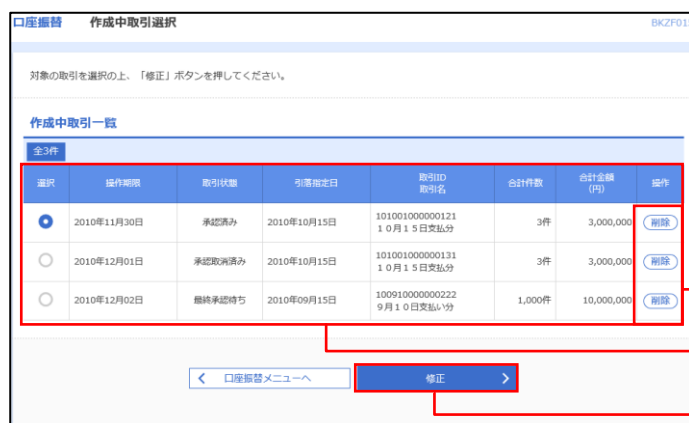 口座振替 作成中取引選択 BKZF01
対象の取引を選択の上、「修正」ボタンを押してください。
作成中取引一覧
全3件
選択 操作期限 取引状態 引落指定日 取引ID 取引名 合計件数 合計金額(円) 操作
2010年11月30日 承認済み 2010年10月15日 101001000000121 3件 3,000,000 削除
10月15日支払分
2010年12月01日 承認取消済み 2010年10月15日 101001000000131 3件 3,000,000 削除
10月15日支払分
2010年12月02日 最終承認待ち 2010年09月15日 100910000000222 1,000件 10,000,000 削除
9月10日支払い分
口座振替メニューへ 修正